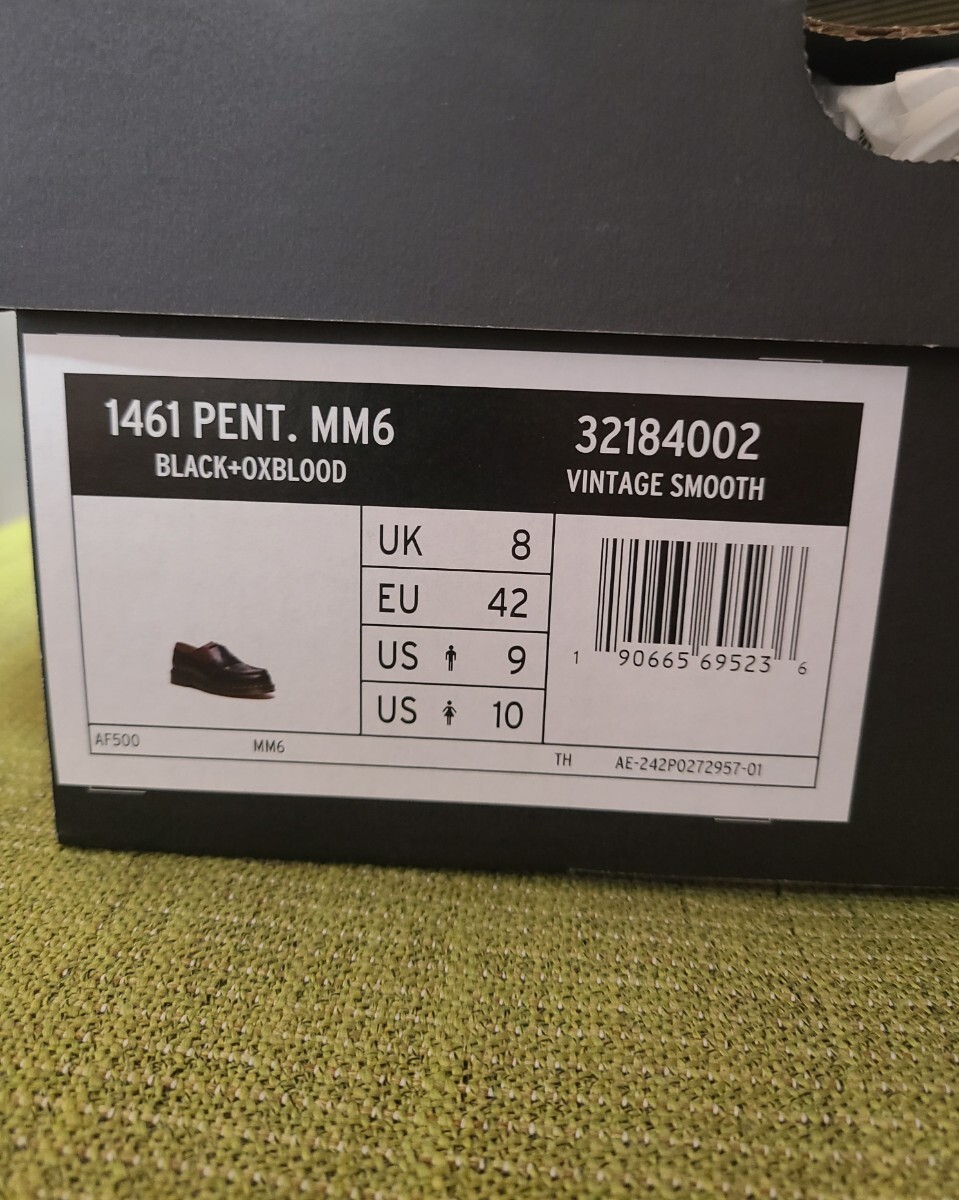 1461 PENT. MM6
BLACK+OXBLOOD
32184002
VINTAGE SMOOTH
UK 8
EU 42
US 9
US 10
1 90665 69523 6
AF500 MM6 TH AE-242P0272957-01